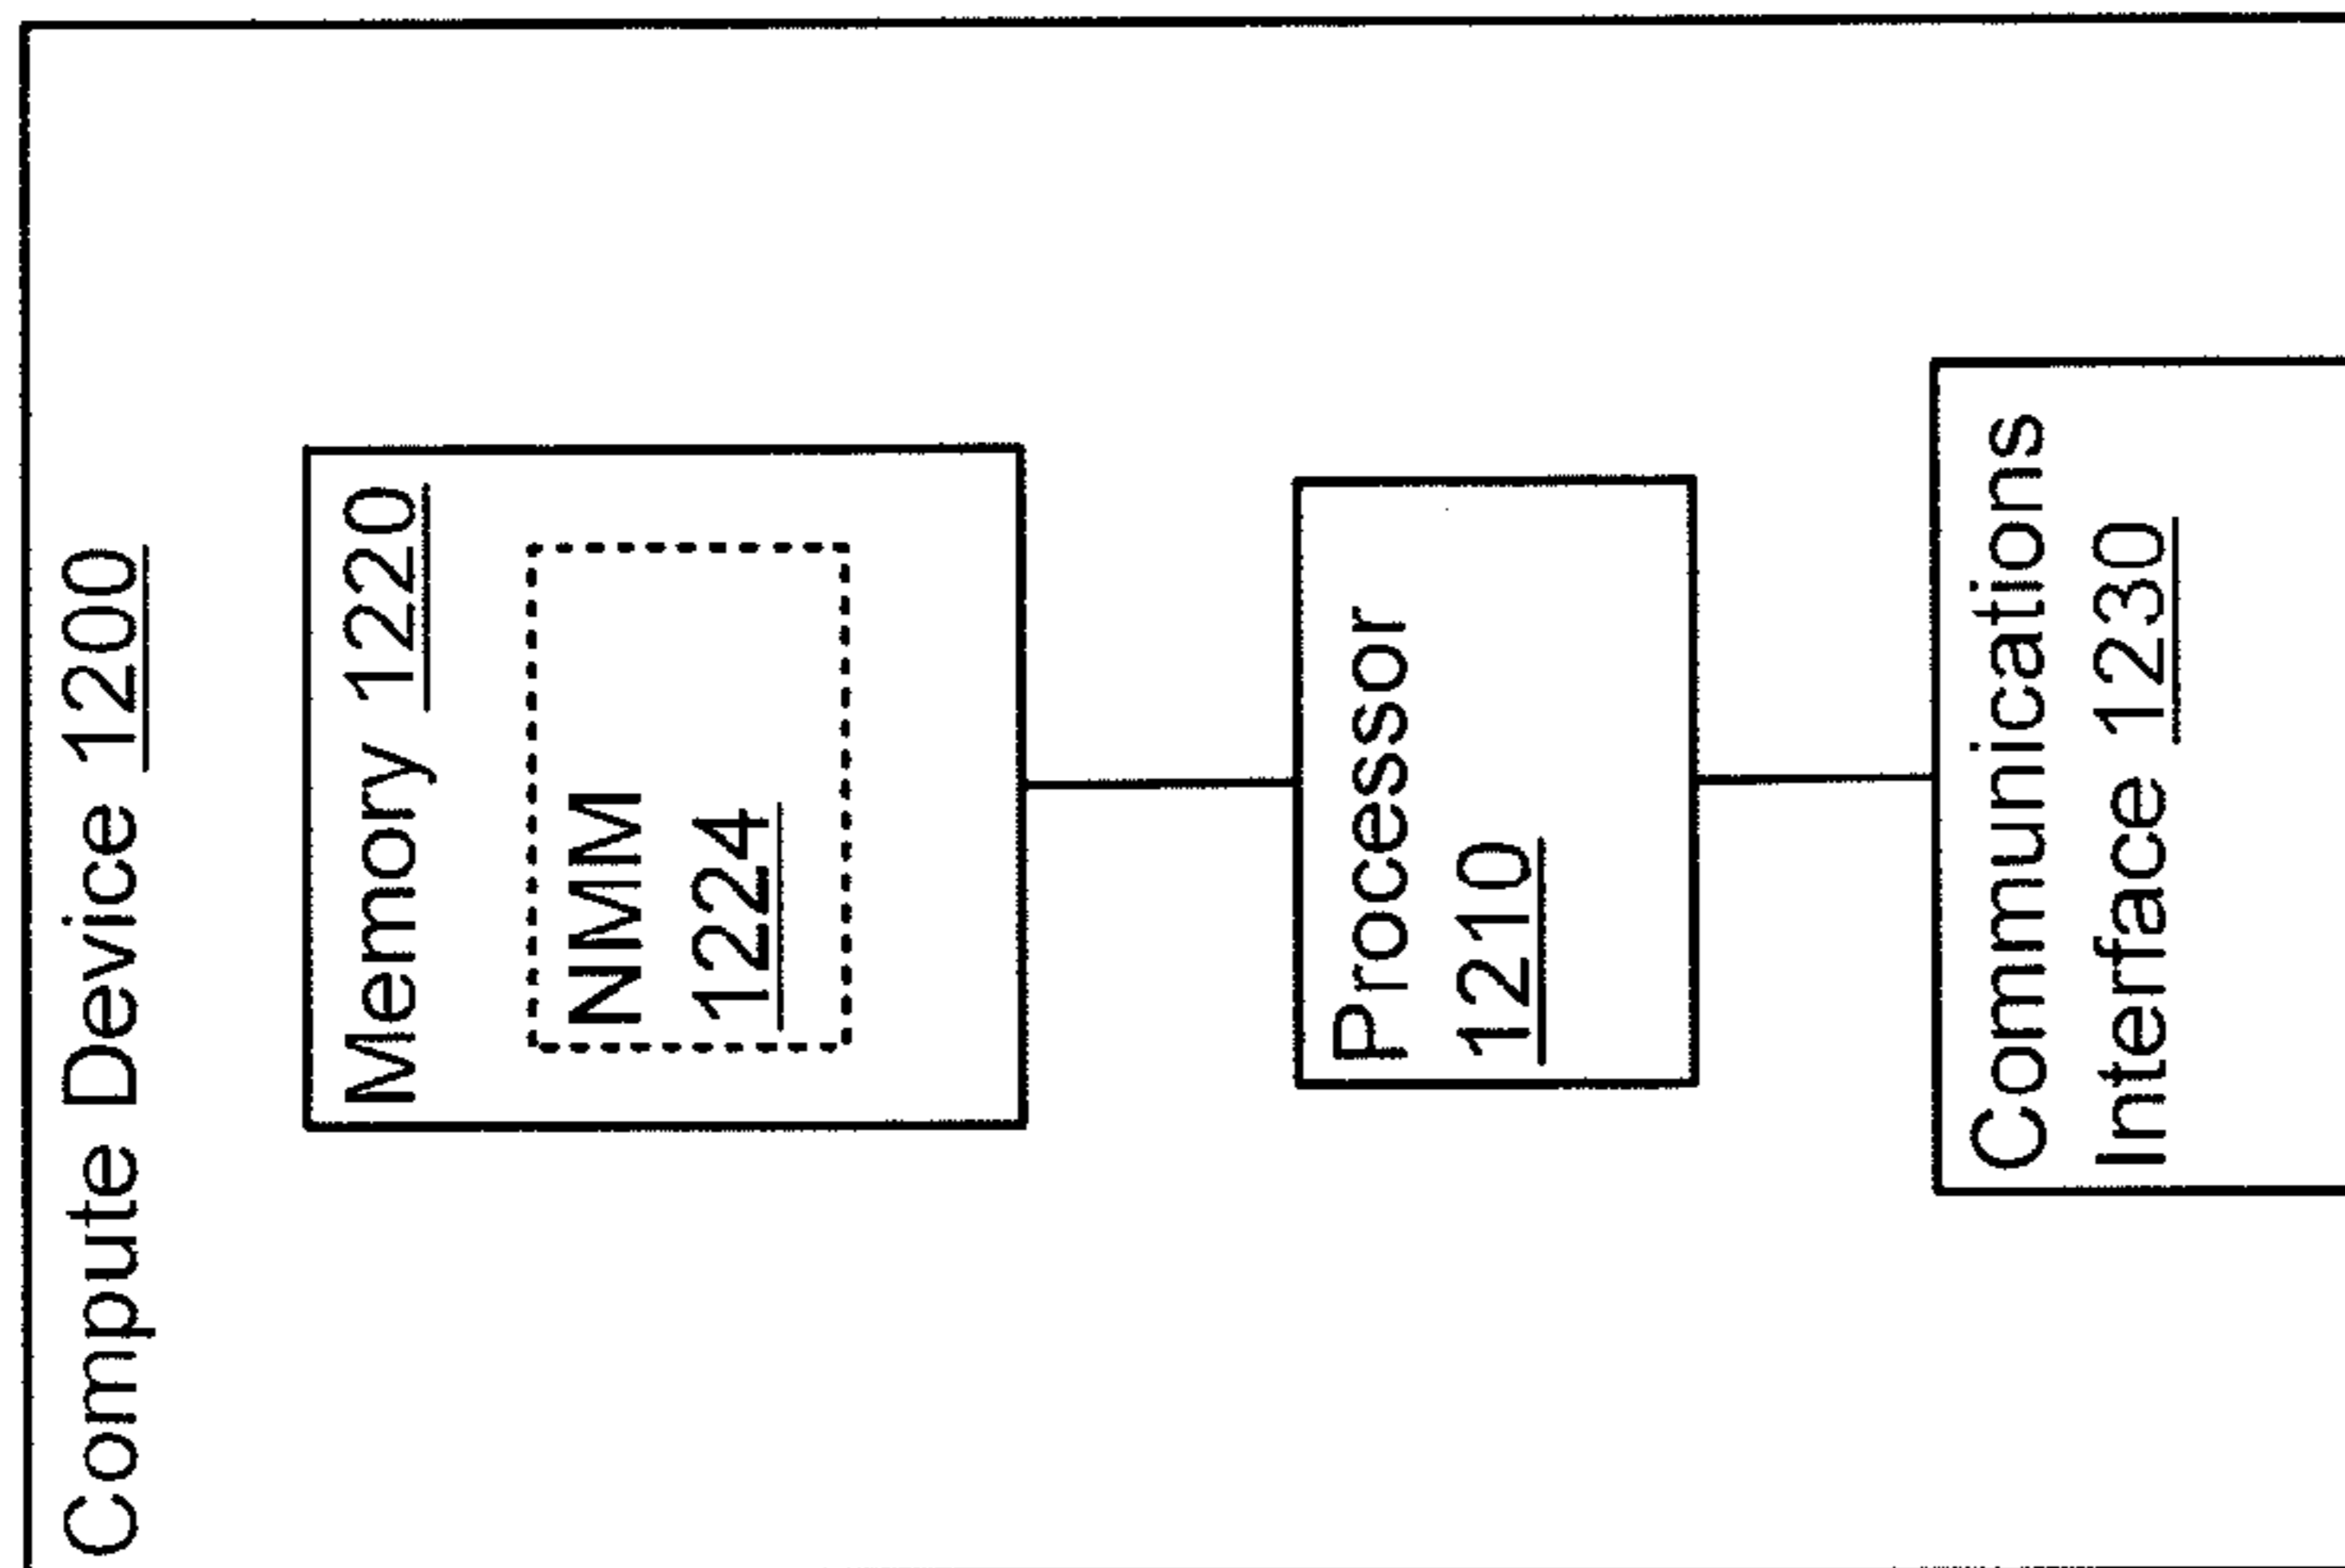 Compute Device 1200
Memory 1220
NMM
1224
Processor
1210
Communications
Interface 1230